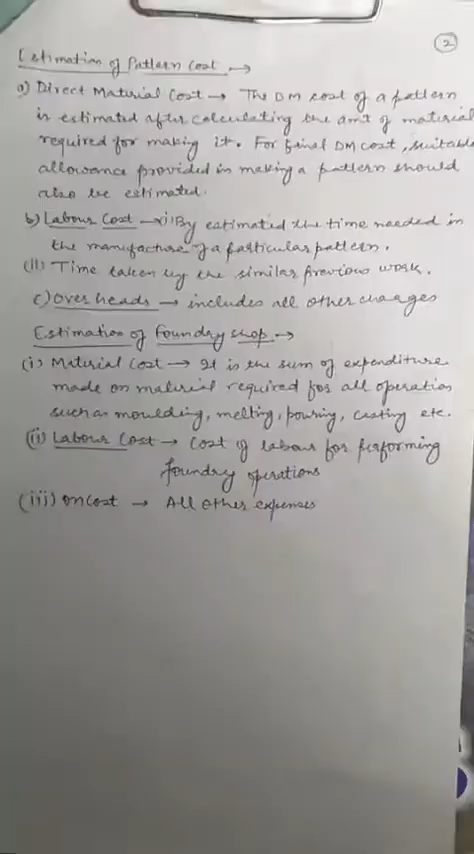 ②
Estimation of Pattern Cost →
a) Direct Material Cost → The DM cost of a pattern
is estimated after calculating the amt of material
required for making it. For final DM cost, suitable
allowance provided in making a pattern should
also be estimated.
b) Labour Cost → (i) By estimated the time needed in
the manufacture of a particular pattern.
(ii) Time taken by the similar previous work.
c) Over heads → includes all other charges
Estimation of Foundry shop →
(i) Material Cost → It is the sum of expenditure
made on material required for all operation
such as moulding, melting, pouring, casting etc.
(ii) Labour Cost → Cost of labour for performing
foundry operations
(iii) oncost → All other expenses